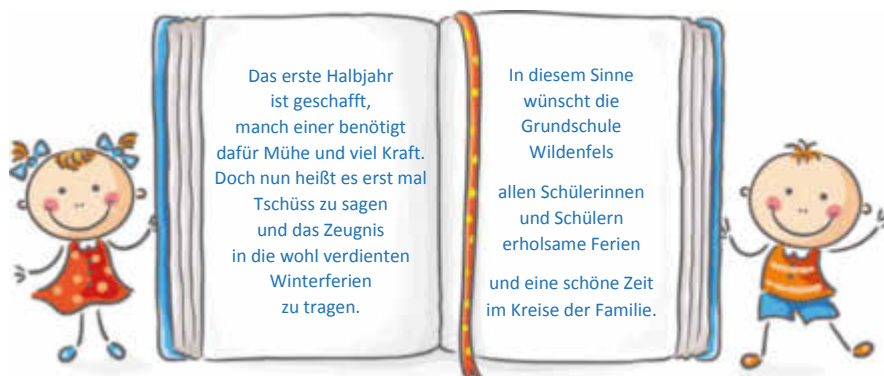 Das erste Halbjahr
ist geschafft,
manch einer benötigt
dafür Mühe und viel Kraft.
Doch nun heißt es erst mal
Tschüss zu sagen
und das Zeugnis
in die wohl verdienten
Winterferien
zu tragen.
In diesem Sinne
wünscht die
Grundschule
Wildenfels
allen Schülerinnen
und Schülern
erholsame Ferien
und eine schöne Zeit
im Kreise der Familie.